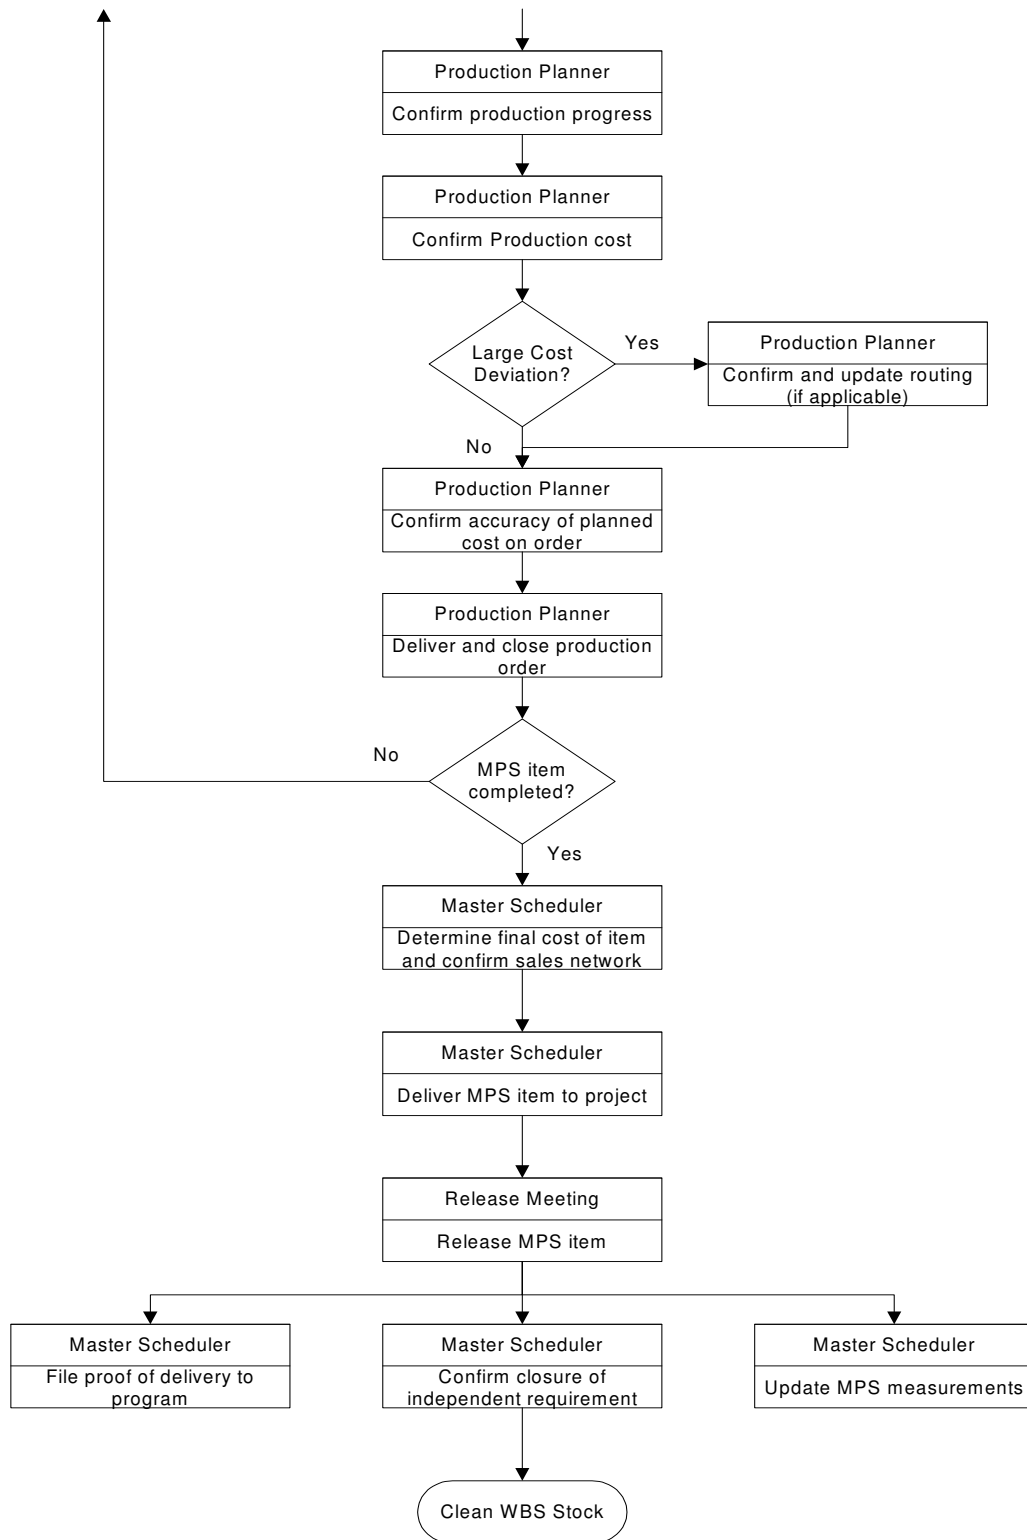 Production Planner
Confirm production progress
Production Planner
Confirm Production cost
Large Cost
Deviation?
Yes
Production Planner
Confirm and update routing
(if applicable)
No
Production Planner
Confirm accuracy of planned
cost on order
Production Planner
Deliver and close production
order
No
MPS item
completed?
Yes
Master Scheduler
Determine final cost of item
and confirm sales network
Master Scheduler
Deliver MPS item to project
Release Meeting
Release MPS item
Master Scheduler
File proof of delivery to
program
Master Scheduler
Confirm closure of
independent requirement
Master Scheduler
Update MPS measurements
Clean WBS Stock